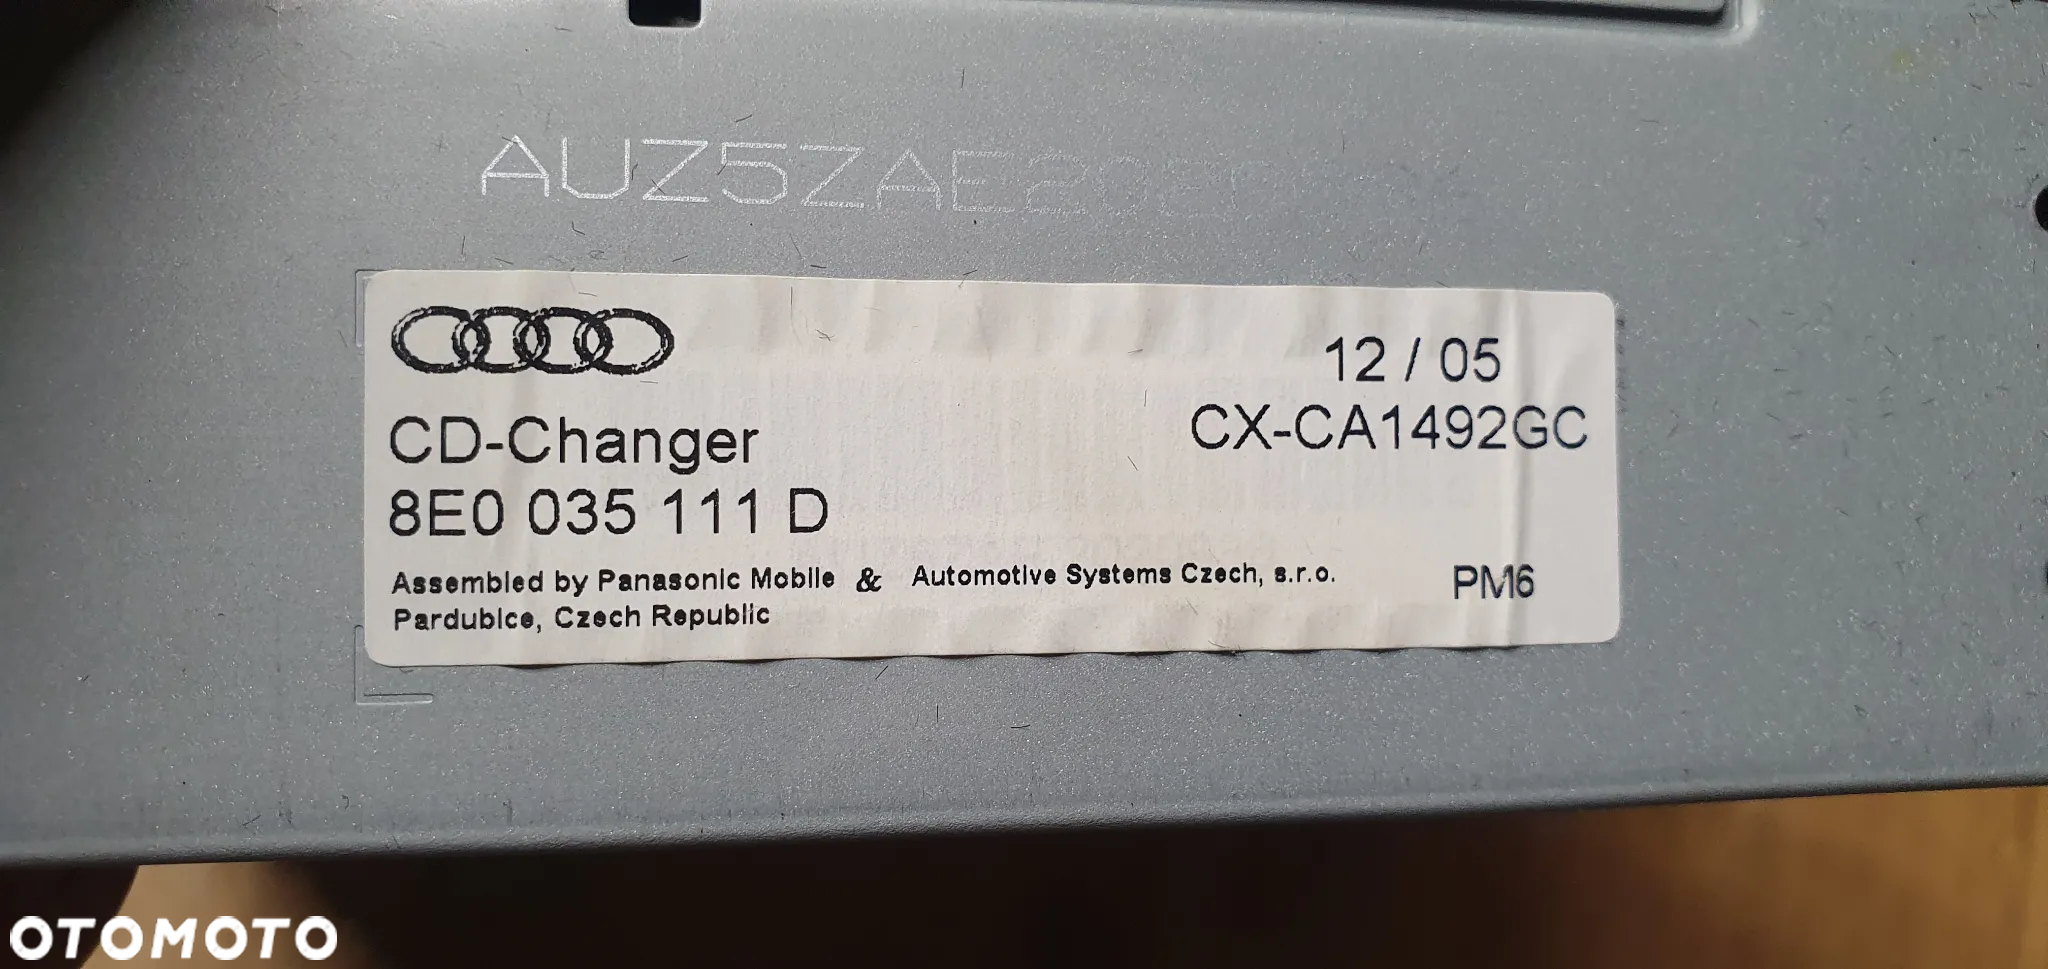 AUZ5ZAE2020
12 / 05
CD-Changer
CX-CA1492GC
8E0 035 111 D
Assembled by Panasonic Mobile & Automotive Systems Czech, s.r.o.
PM6
Pardubice, Czech Republic
OTOMOTO